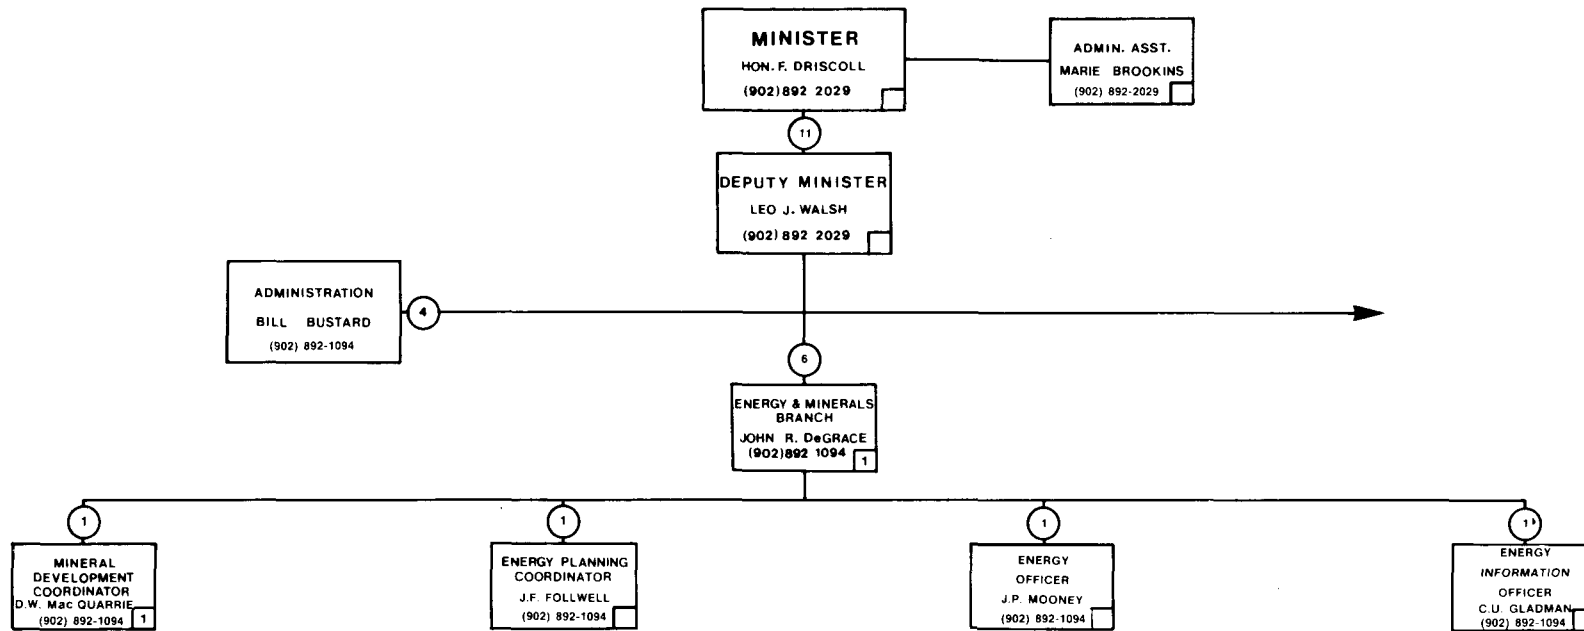 MINISTER
HON. F. DRISCOLL
(902) 892 2029
ADMIN. ASST.
MARIE BROOKINS
(902) 892-2029
11
DEPUTY MINISTER
LEO J. WALSH
(902) 892 2029
ADMINISTRATION
BILL BUSTARD
(902) 892-1094
4
6
ENERGY & MINERALS
BRANCH
JOHN R. DeGRACE
(902) 892 1094
1
1
MINERAL
DEVELOPMENT
COORDINATOR
D.W. Mac QUARRIE
(902) 892-1094
1
1
ENERGY PLANNING
COORDINATOR
J.F. FOLLWELL
(902) 892-1094
1
ENERGY
OFFICER
J.P. MOONEY
(902) 892-1094
1
ENERGY
INFORMATION
OFFICER
C.U. GLADMAN
(902) 892-1094